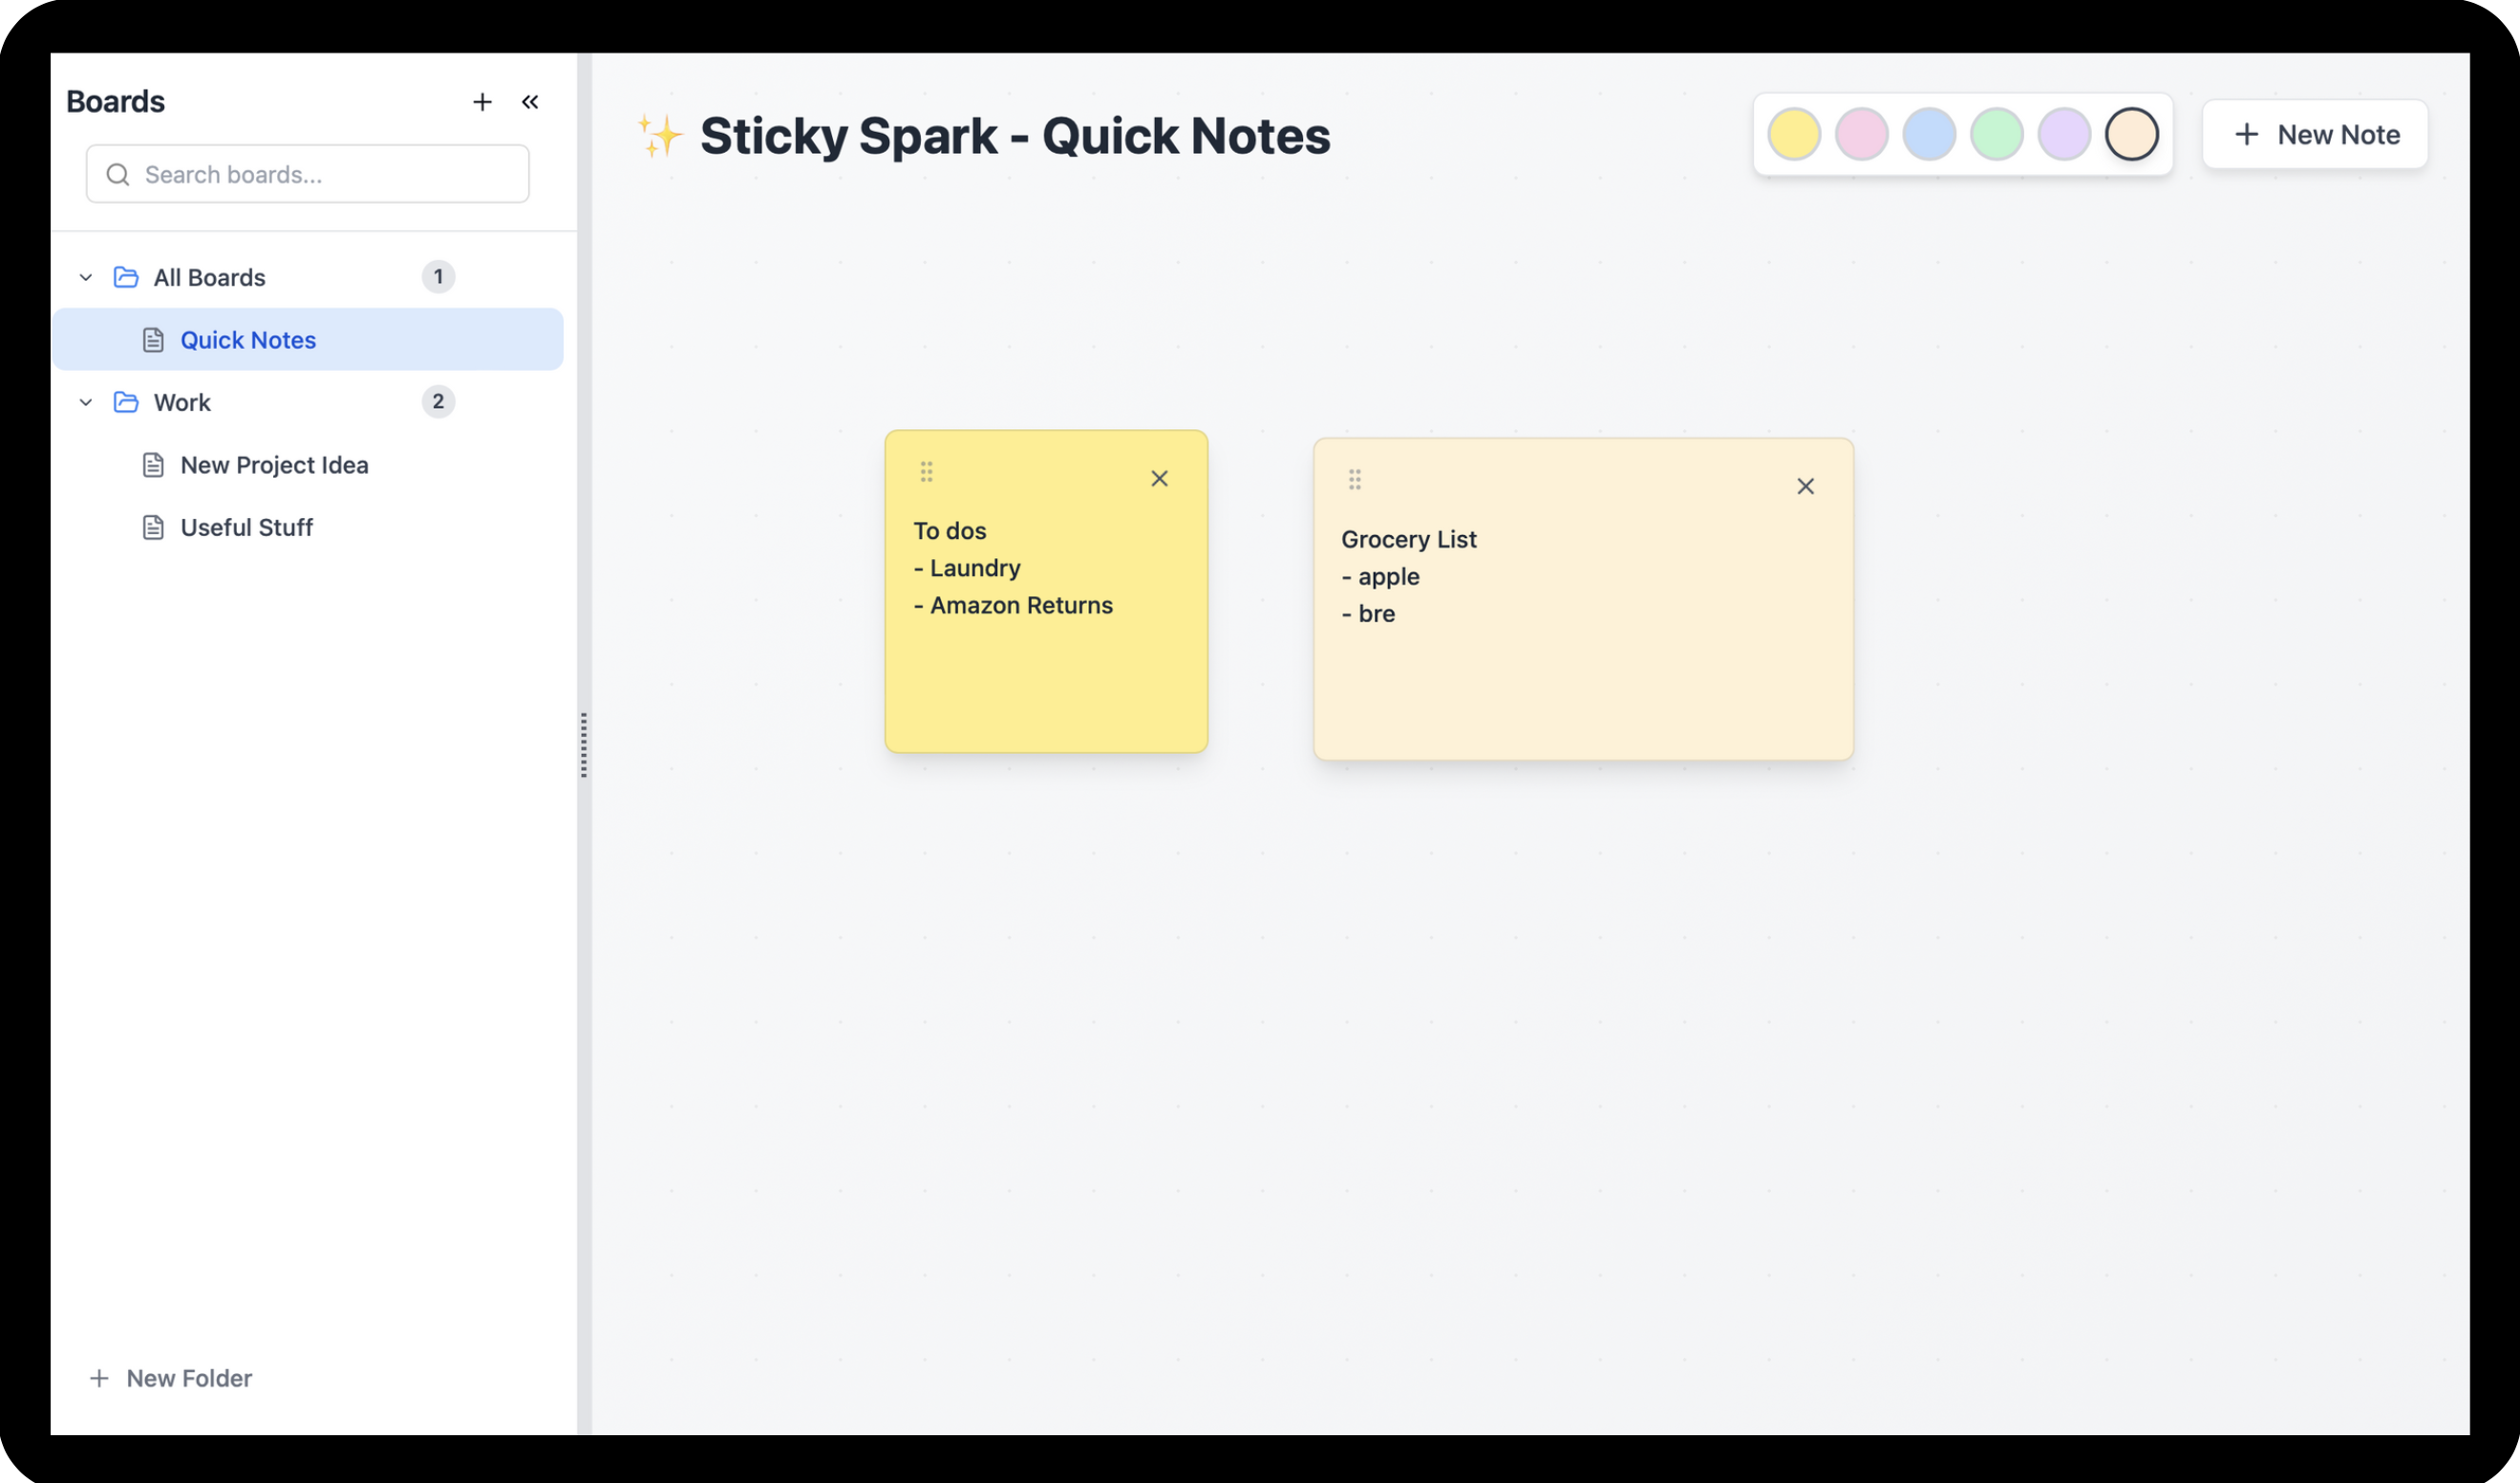 Boards
Search boards...
All Boards 1
Quick Notes
Work 2
New Project Idea
Useful Stuff
New Folder
✨ Sticky Spark - Quick Notes
New Note
To dos
- Laundry
- Amazon Returns
Grocery List
- apple
- bre